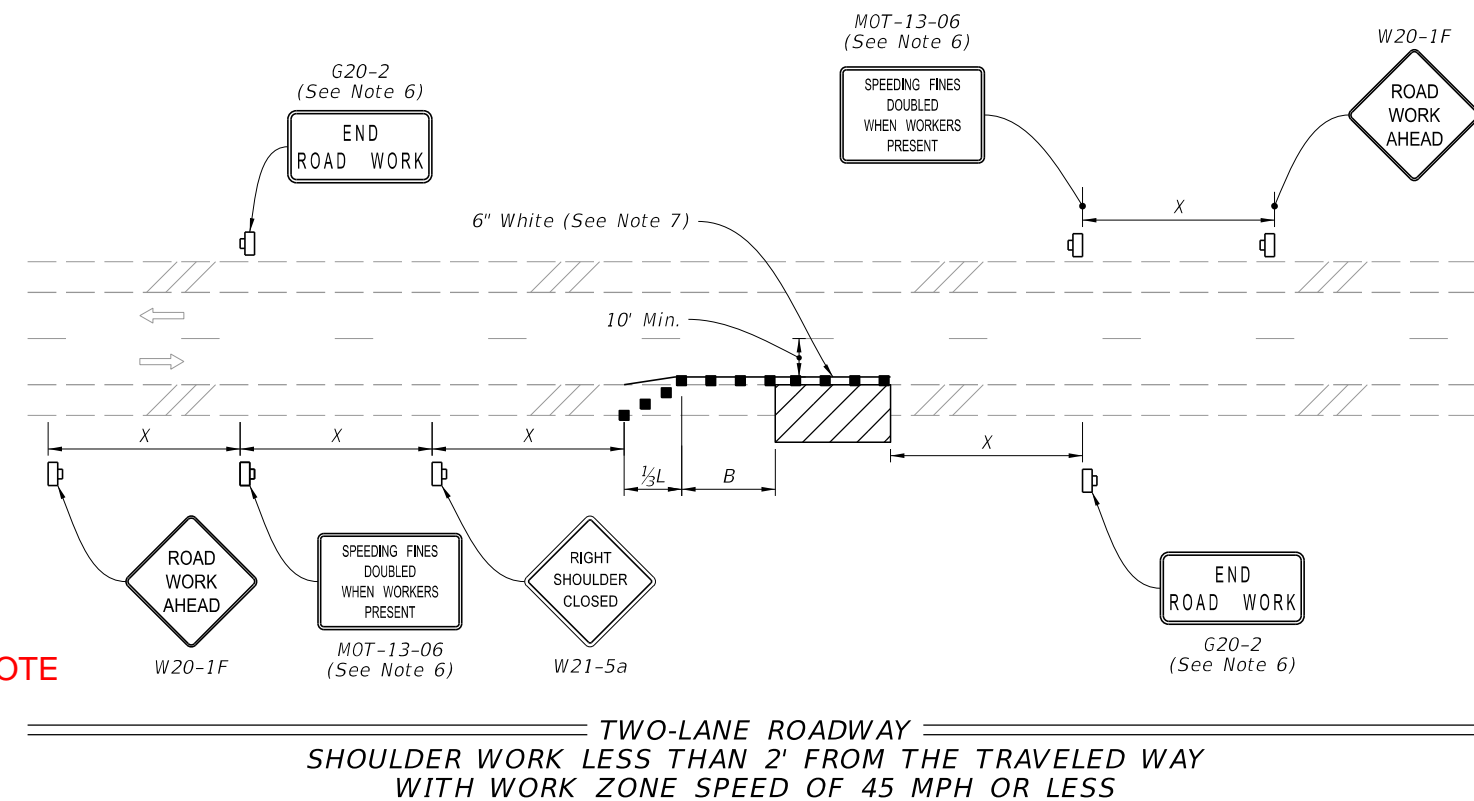 MOT-13-06
(See Note 6)
W20-1F
G20-2
(See Note 6)
SPEEDING FINES
DOUBLED
WHEN WORKERS
PRESENT
ROAD
WORK
AHEAD
END
ROAD WORK
X
6" White (See Note 7)
10' Min.
X
X
X
X
⅓L
B
ROAD
WORK
AHEAD
W20-1F
SPEEDING FINES
DOUBLED
WHEN WORKERS
PRESENT
MOT-13-06
(See Note 6)
RIGHT
SHOULDER
CLOSED
W21-5a
END
ROAD WORK
G20-2
(See Note 6)
OTE
TWO-LANE ROADWAY
SHOULDER WORK LESS THAN 2' FROM THE TRAVELED WAY
WITH WORK ZONE SPEED OF 45 MPH OR LESS